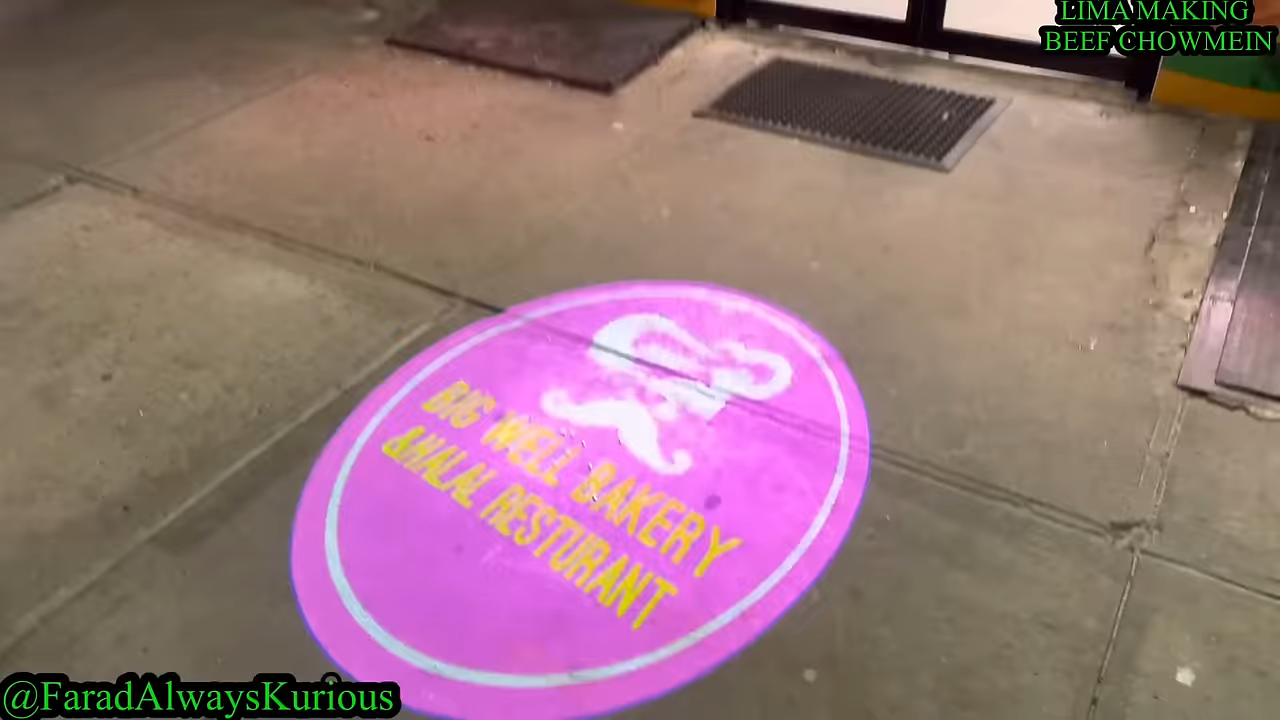 LIMA MAKING
BEEF CHOWMEIN
BIG WELL BAKERY
&HALAL RESTURANT
@FaradAlwaysKurious